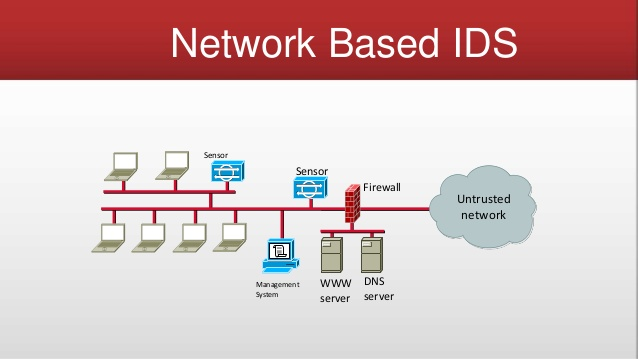 Network Based IDS
Sensor
Sensor
Firewall
Untrusted
network
Management
System
WWW
server
DNS
server